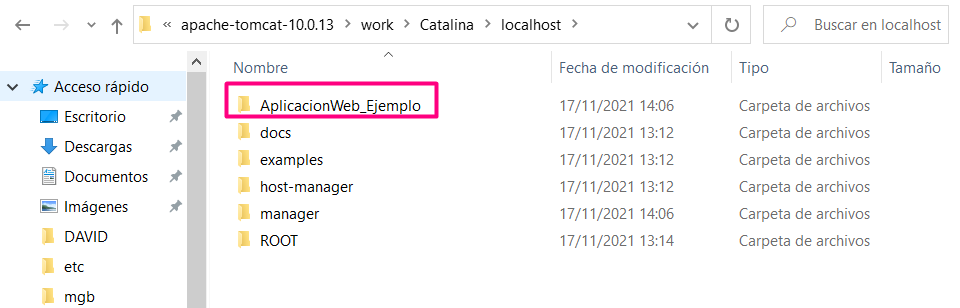 « apache-tomcat-10.0.13 › work › Catalina › localhost › Buscar en localhost
Nombre Fecha de modificación Tipo Tamaño
Acceso rápido
Escritorio
Descargas
Documentos
Imágenes
DAVID
etc
mgb
AplicacionWeb_Ejemplo 17/11/2021 14:06 Carpeta de archivos
docs 17/11/2021 13:12 Carpeta de archivos
examples 17/11/2021 13:12 Carpeta de archivos
host-manager 17/11/2021 13:12 Carpeta de archivos
manager 17/11/2021 14:06 Carpeta de archivos
ROOT 17/11/2021 13:14 Carpeta de archivos